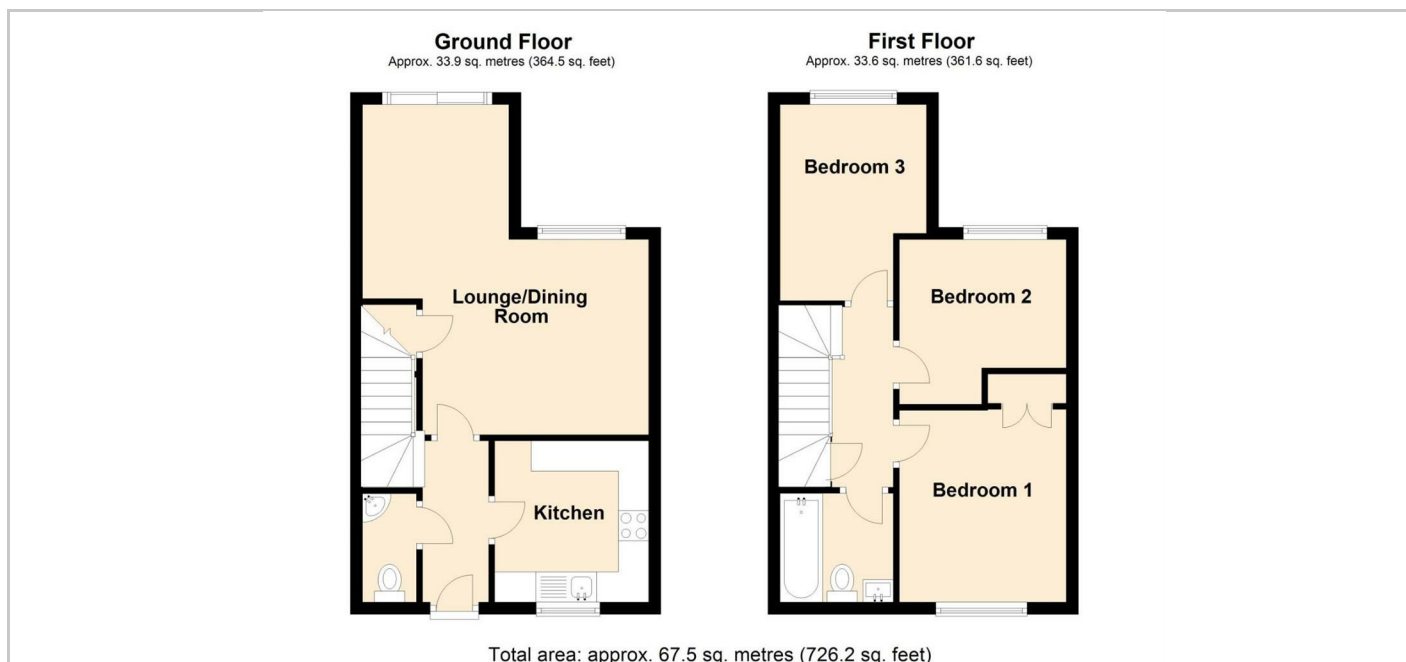 Ground Floor
Approx. 33.9 sq. metres (364.5 sq. feet)
Lounge/Dining
Room
Kitchen
First Floor
Approx. 33.6 sq. metres (361.6 sq. feet)
Bedroom 3
Bedroom 2
Bedroom 1
Total area: approx. 67.5 sq. metres (726.2 sq. feet)